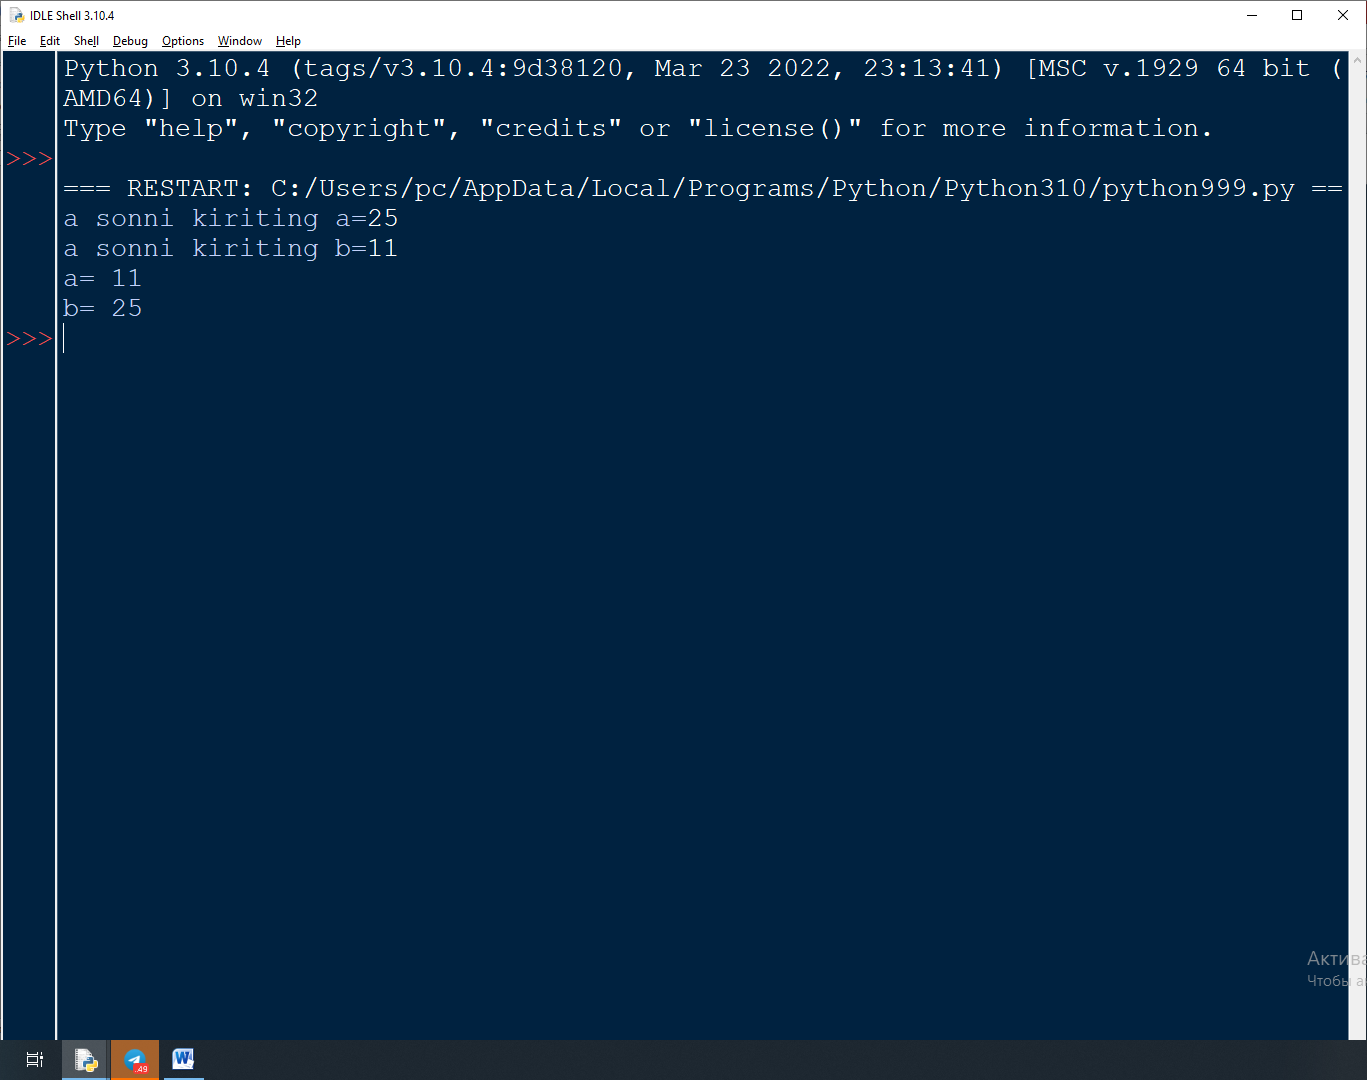 IDLE Shell 3.10.4
File Edit Shell Debug Options Window Help
Python 3.10.4 (tags/v3.10.4:9d38120, Mar 23 2022, 23:13:41) [MSC v.1929 64 bit (
AMD64)] on win32
Type "help", "copyright", "credits" or "license()" for more information.
>>>
=== RESTART: C:/Users/pc/AppData/Local/Programs/Python/Python310/python999.py ==
a sonni kiriting a=25
a sonni kiriting b=11
a= 11
b= 25
>>>
Чтобы
.49
W